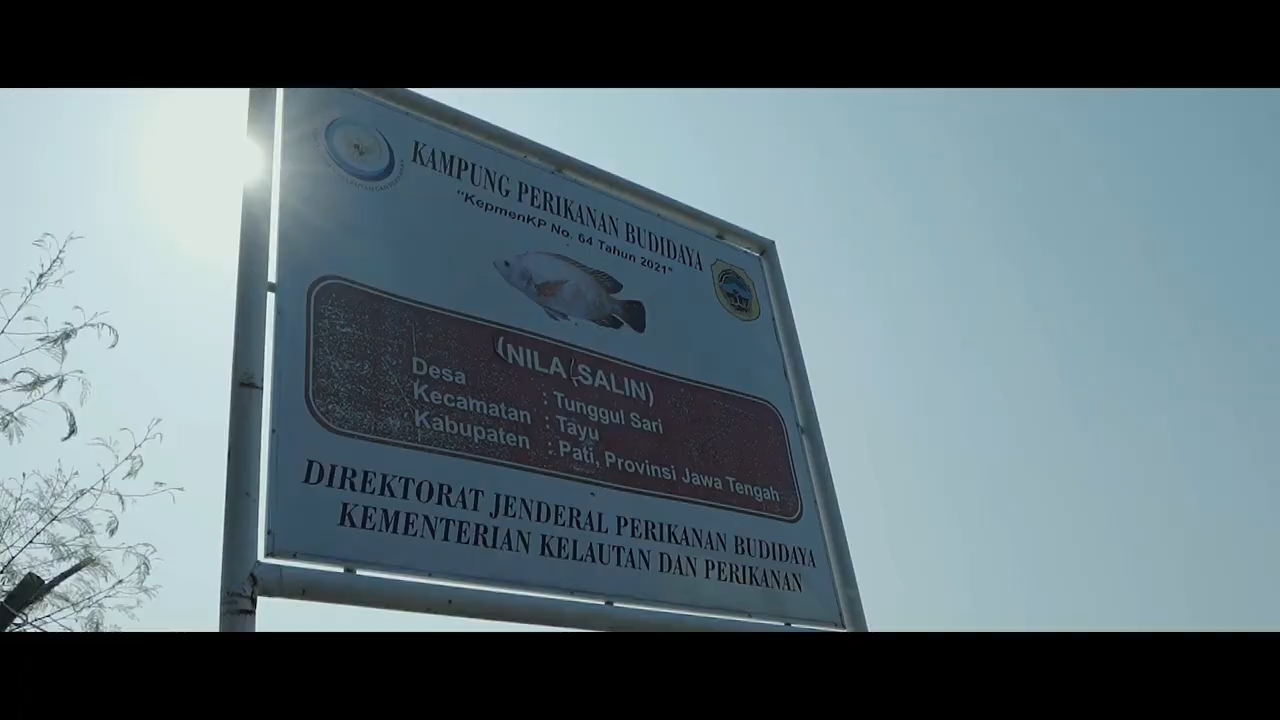 KAMPUNG PERIKANAN BUDIDAYA
"KepmenKP No. 64 Tahun 2021"
(NILA (SALIN)
Desa : Tunggul Sari
Kecamatan : Tayu
Kabupaten : Pati, Provinsi Jawa Tengah
DIREKTORAT JENDERAL PERIKANAN BUDIDAYA
KEMENTERIAN KELAUTAN DAN PERIKANAN